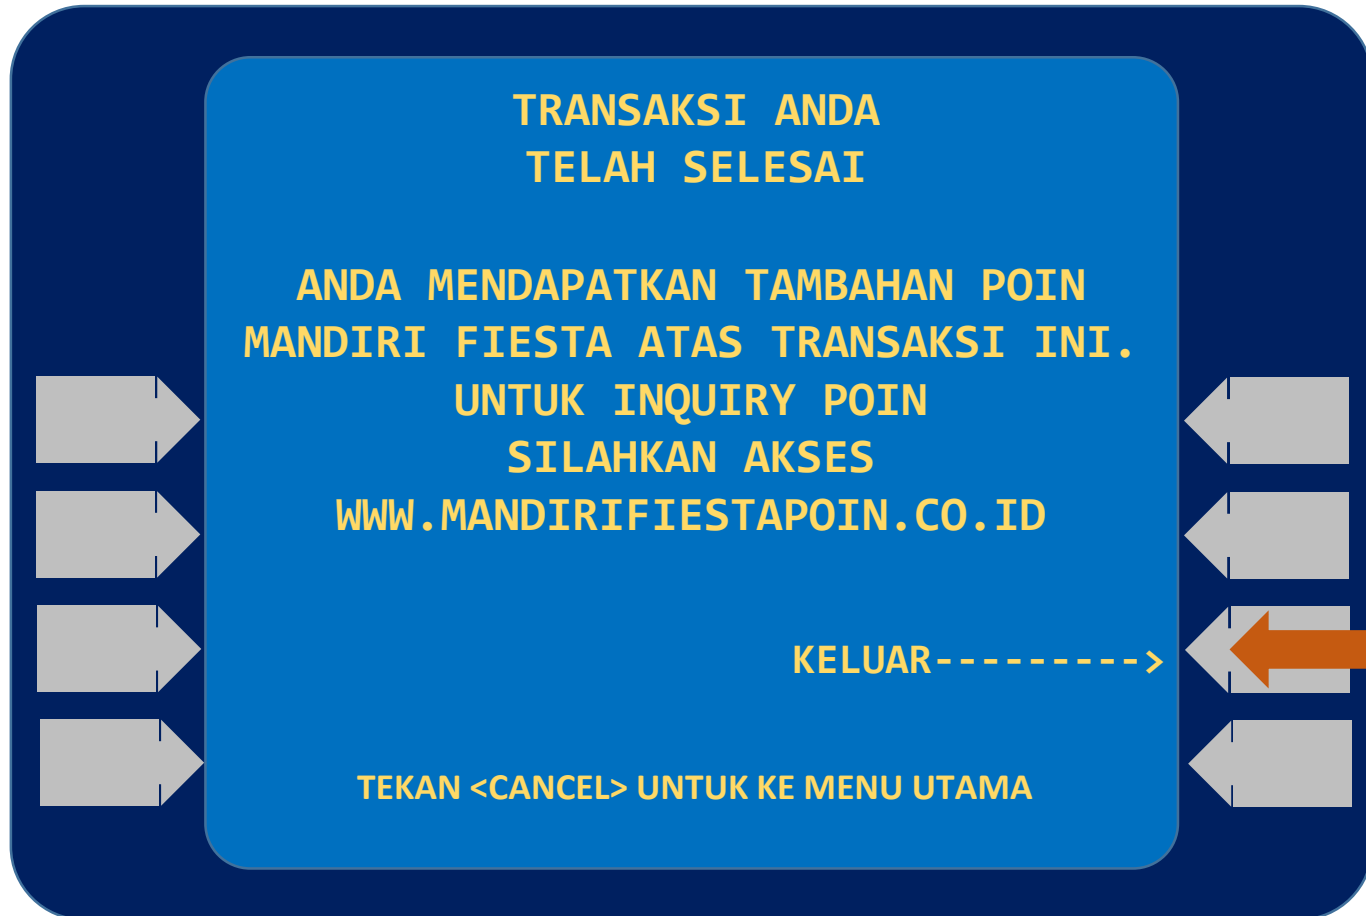 TRANSAKSI ANDA
TELAH SELESAI
ANDA MENDAPATKAN TAMBAHAN POIN
MANDIRI FIESTA ATAS TRANSAKSI INI.
UNTUK INQUIRY POIN
SILAHKAN AKSES
WWW.MANDIRIFIESTAPOIN.CO.ID
KELUAR--------->
TEKAN <CANCEL> UNTUK KE MENU UTAMA